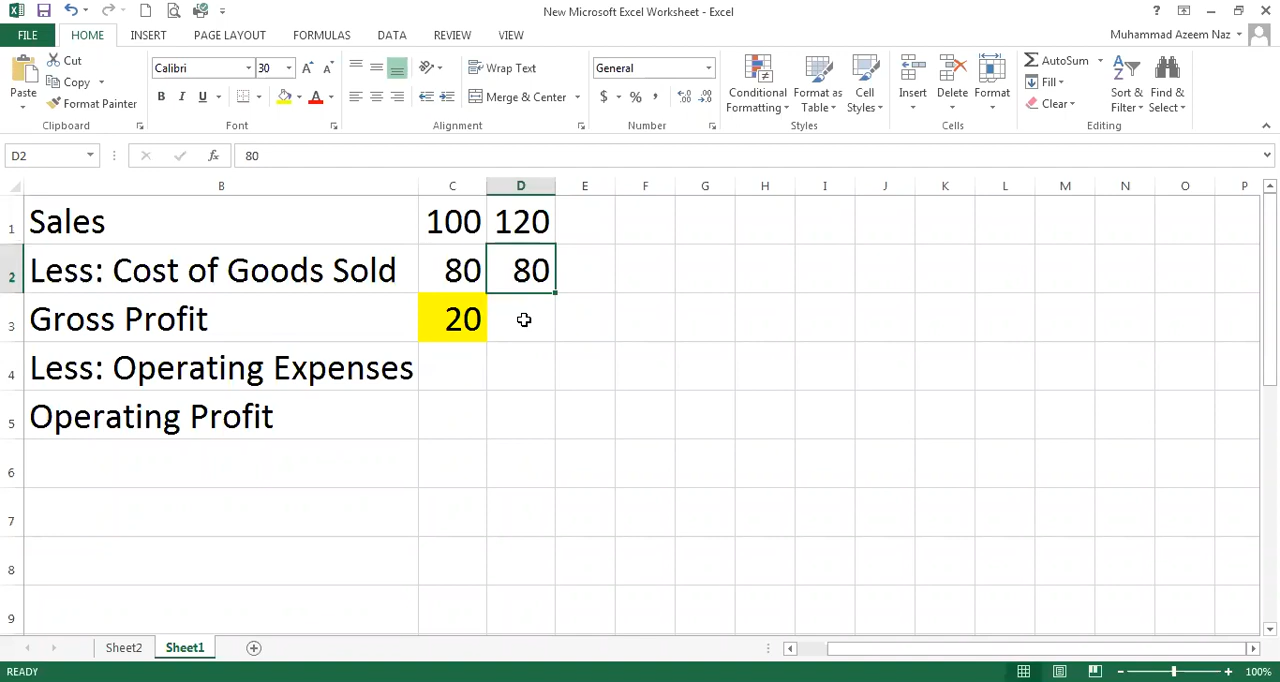 New Microsoft Excel Worksheet - Excel
?
FILE HOME INSERT PAGE LAYOUT FORMULAS DATA REVIEW VIEW Muhammad Azeem Naz
Paste
Cut
Copy
Format Painter
Clipboard
Calibri 30
B I U
Font
Wrap Text
Merge & Center
Alignment
General
$ % ,
Number
Conditional Formatting
Format as Table
Cell Styles
Styles
Insert Delete Format
Cells
AutoSum
Fill
Clear
Sort & Filter
Find & Select
Editing
D2 fx 80
B C D E F G H I J K L M N O P
1 Sales 100 120
2 Less: Cost of Goods Sold 80 80
3 Gross Profit 20
4 Less: Operating Expenses
5 Operating Profit
6
7
8
9
Sheet2 Sheet1
READY 100%